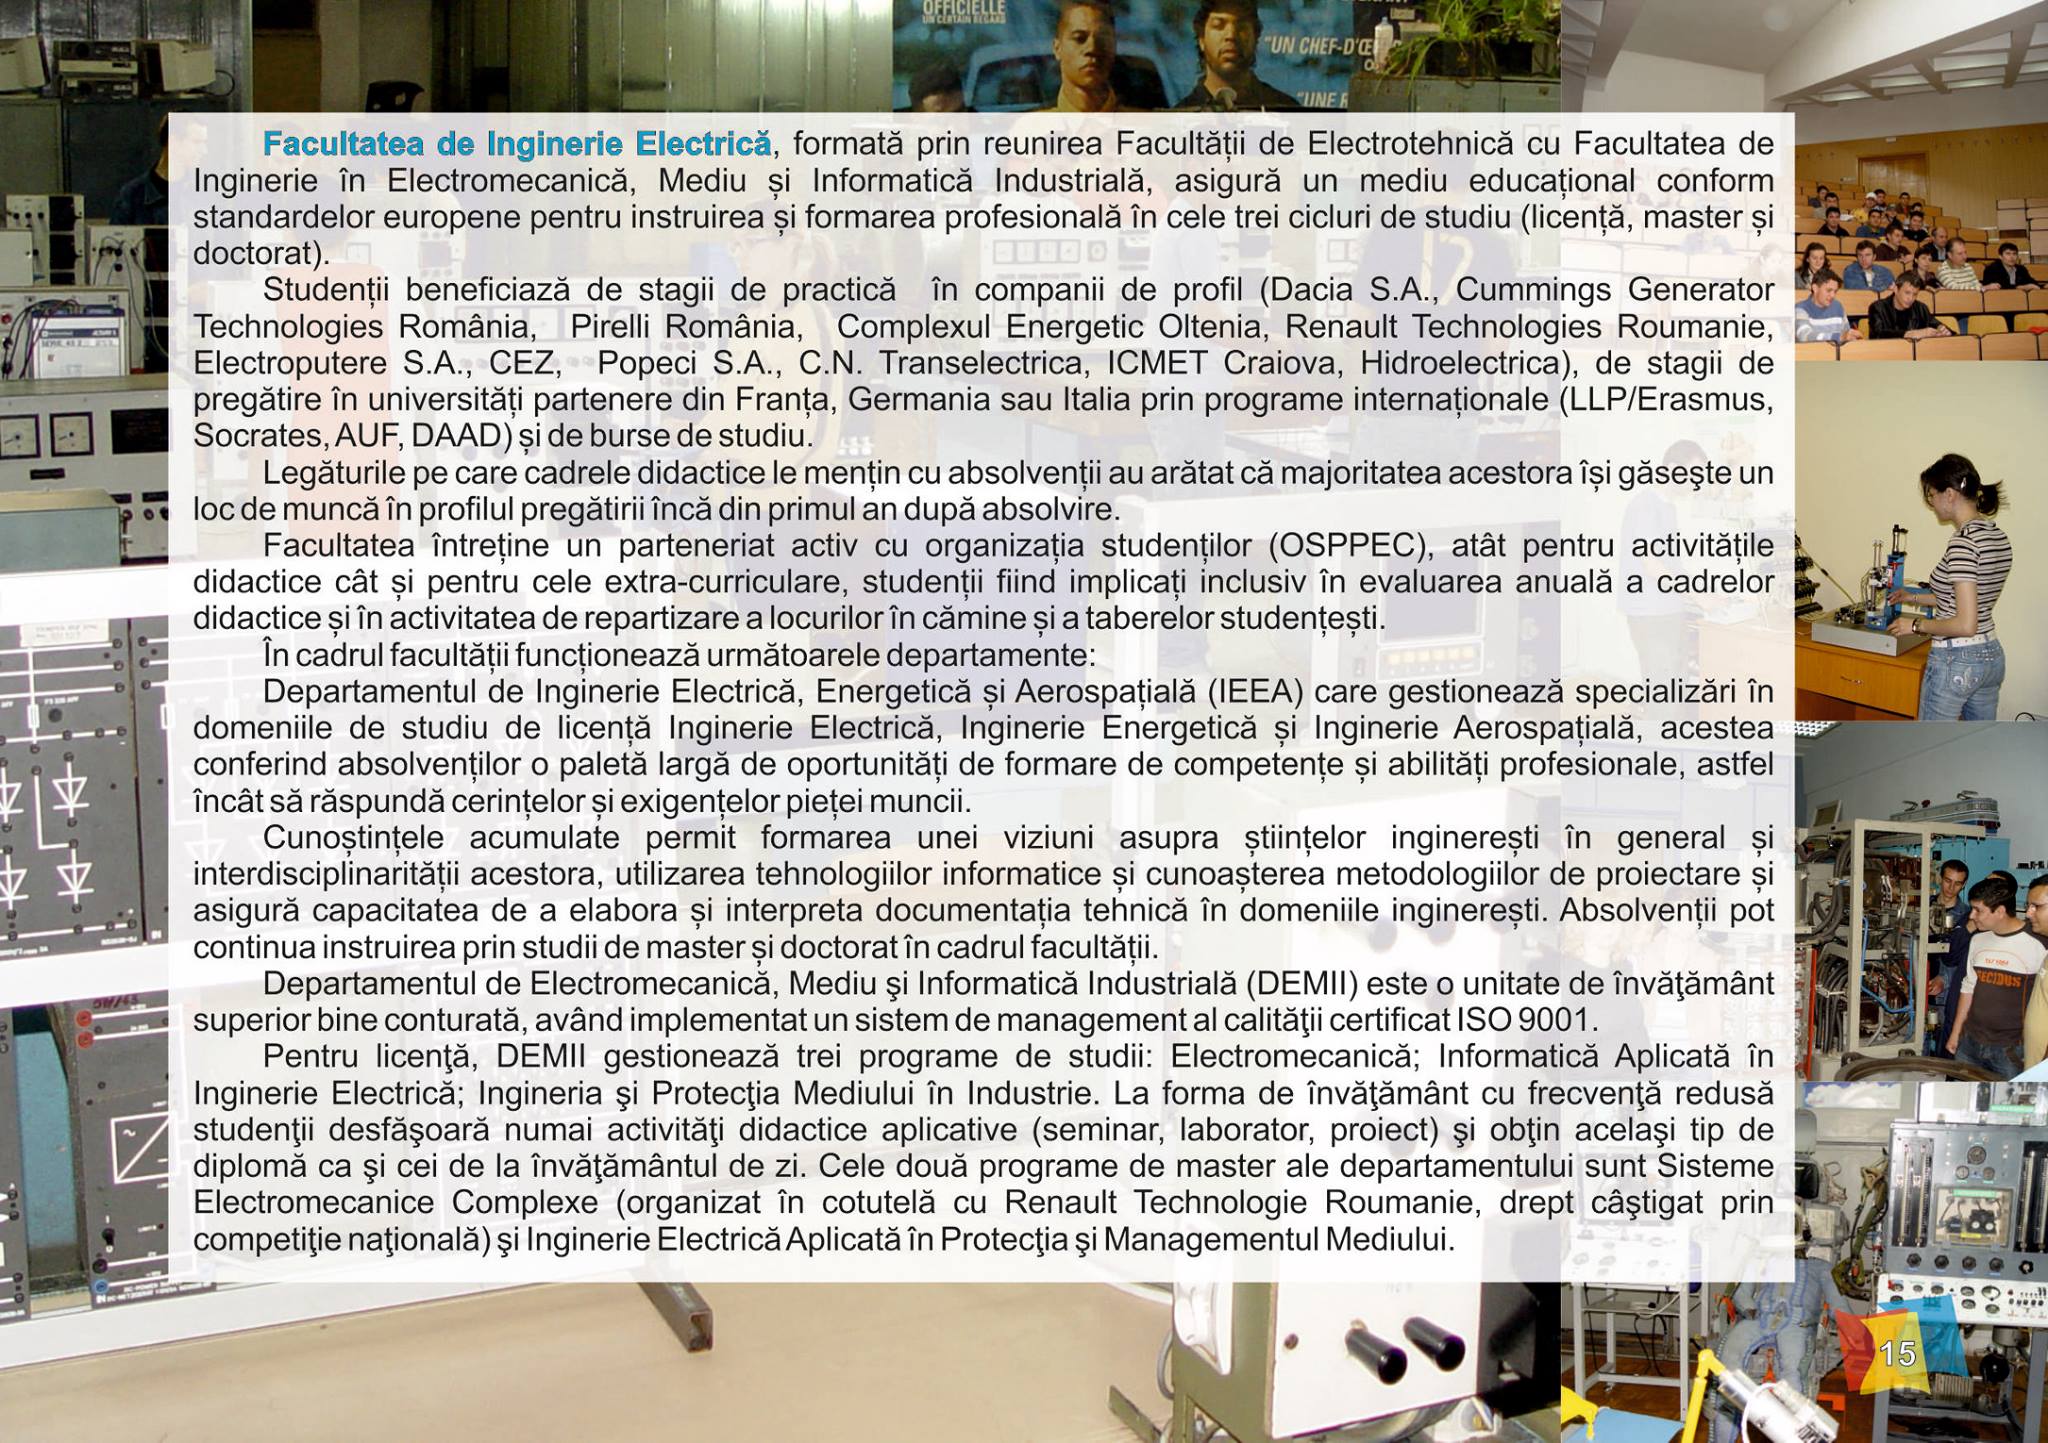 OFFICIELLE
UN CERTAIN REGARD
"UN CHEF-D'ŒU
Facultatea de Inginerie Electrică, formată prin reunirea Facultății de Electrotehnică cu Facultatea de
Inginerie în Electromecanică, Mediu și Informatică Industrială, asigură un mediu educațional conform
standardelor europene pentru instruirea și formarea profesională în cele trei cicluri de studiu (licență, master și
doctorat).
Studenții beneficiază de stagii de practică în companii de profil (Dacia S.A., Cummings Generator
Technologies România, Pirelli România, Complexul Energetic Oltenia, Renault Technologies Roumanie,
Electroputere S.A., CEZ, Popeci S.A., C.N. Transelectrica, ICMET Craiova, Hidroelectrica), de stagii de
pregătire în universități partenere din Franța, Germania sau Italia prin programe internaționale (LLP/Erasmus,
Socrates, AUF, DAAD) și de burse de studiu.
Legăturile pe care cadrele didactice le mențin cu absolvenții au arătat că majoritatea acestora își găseşte un
loc de muncă în profilul pregătirii încă din primul an după absolvire.
Facultatea întreține un parteneriat activ cu organizația studenților (OSPPEC), atât pentru activitățile
didactice cât și pentru cele extra-curriculare, studenții fiind implicați inclusiv în evaluarea anuală a cadrelor
didactice și în activitatea de repartizare a locurilor în cămine și a taberelor studențești.
În cadrul facultății funcționează următoarele departamente:
Departamentul de Inginerie Electrică, Energetică și Aerospațială (IEEA) care gestionează specializări în
domeniile de studiu de licență Inginerie Electrică, Inginerie Energetică și Inginerie Aerospațială, acestea
conferind absolvenților o paletă largă de oportunități de formare de competențe și abilități profesionale, astfel
încât să răspundă cerințelor și exigențelor pieței muncii.
Cunoștințele acumulate permit formarea unei viziuni asupra științelor inginerești în general și
interdisciplinarității acestora, utilizarea tehnologiilor informatice și cunoașterea metodologiilor de proiectare și
asigură capacitatea de a elabora și interpreta documentația tehnică în domeniile inginerești. Absolvenții pot
continua instruirea prin studii de master și doctorat în cadrul facultății.
Departamentul de Electromecanică, Mediu şi Informatică Industrială (DEMII) este o unitate de învăţământ
superior bine conturată, având implementat un sistem de management al calităţii certificat ISO 9001.
Pentru licenţă, DEMII gestionează trei programe de studii: Electromecanică; Informatică Aplicată în
Inginerie Electrică; Ingineria şi Protecţia Mediului în Industrie. La forma de învăţământ cu frecvenţă redusă
studenţii desfăşoară numai activităţi didactice aplicative (seminar, laborator, proiect) şi obţin acelaşi tip de
diplomă ca şi cei de la învăţământul de zi. Cele două programe de master ale departamentului sunt Sisteme
Electromecanice Complexe (organizat în cotutelă cu Renault Technologie Roumanie, drept câştigat prin
competiţie naţională) şi Inginerie Electrică Aplicată în Protecţia şi Managementul Mediului.
15